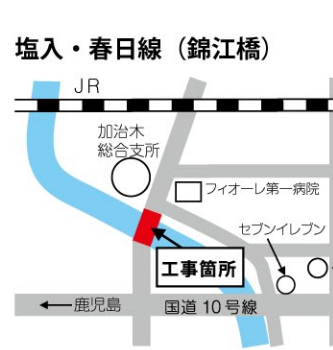 塩入・春日線（錦江橋）
JR
加治木
総合支所
フィオーレ第一病院
セブンイレブン
工事箇所
←鹿児島
国道10号線